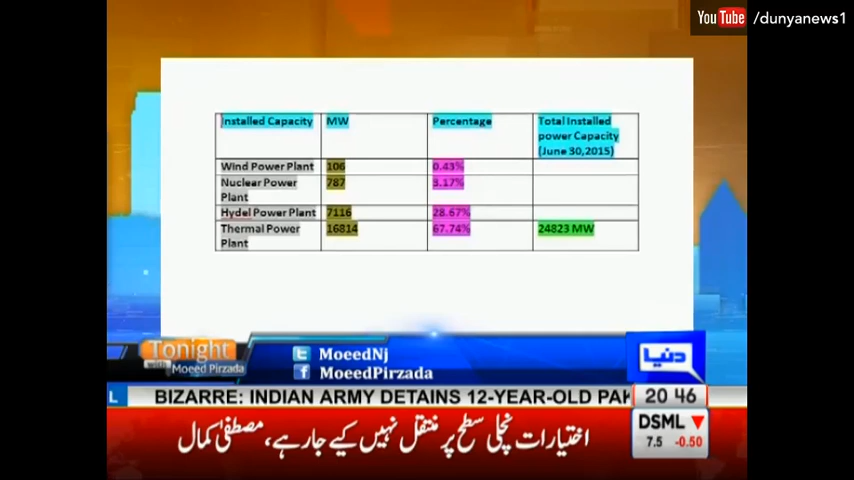 YouTube /dunyanews1
Installed Capacity MW Percentage Total Installed power Capacity (June 30,2015)
Wind Power Plant 106 0.43%
Nuclear Power Plant 787 3.17%
Hydel Power Plant 7116 28.67%
Thermal Power Plant 16814 67.74% 24823 MW
Tonight
with Moeed Pirzada
MoeedNj
MoeedPirzada
دنیا
L BIZARRE: INDIAN ARMY DETAINS 12-YEAR-OLD PAK
20 46
اختیارات نچلی سطح پر منتقل نہیں کیے جارہے، مصطفیٰ کمال
DSML
7.5 -0.50